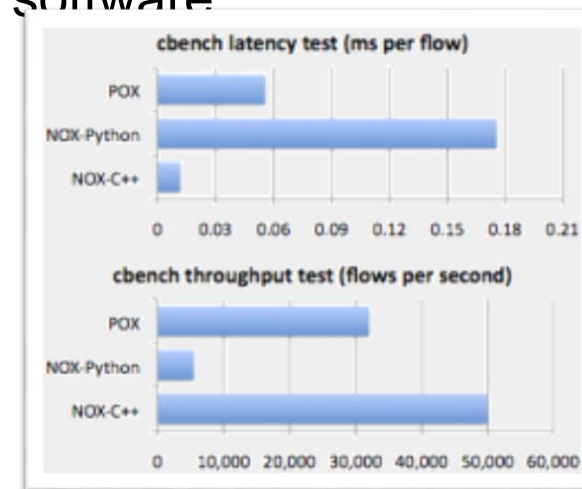 software
cbench latency test (ms per flow)
POX
NOX-Python
NOX-C++
0 0.03 0.06 0.09 0.12 0.15 0.18 0.21
cbench throughput test (flows per second)
POX
NOX-Python
NOX-C++
0 10,000 20,000 30,000 40,000 50,000 60,000